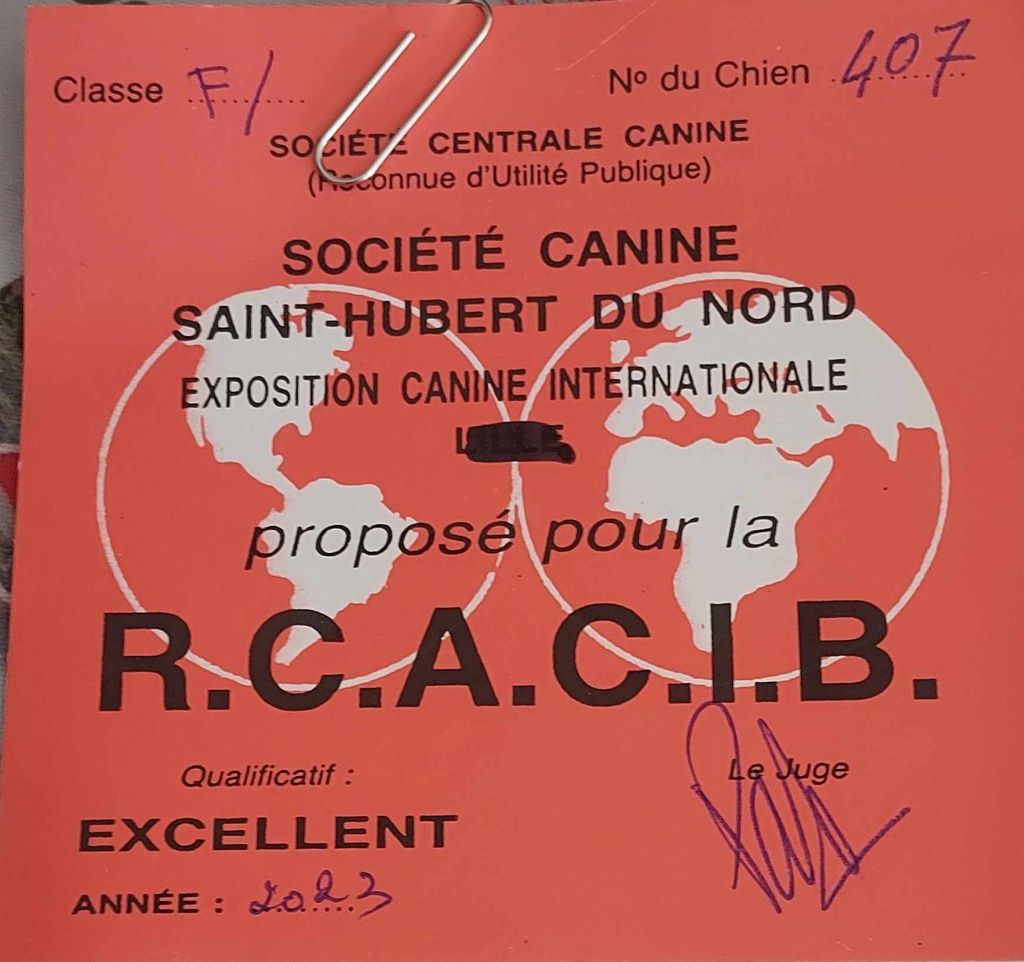 Classe F/
Nº du Chien 407
SOCIÉTÉ CENTRALE CANINE
(Reconnue d'Utilité Publique)
SOCIÉTÉ CANINE
SAINT-HUBERT DU NORD
EXPOSITION CANINE INTERNATIONALE
proposé pour la
R.C.A.C.I.B.
Qualificatif :
Le Juge
EXCELLENT
ANNÉE : 2023